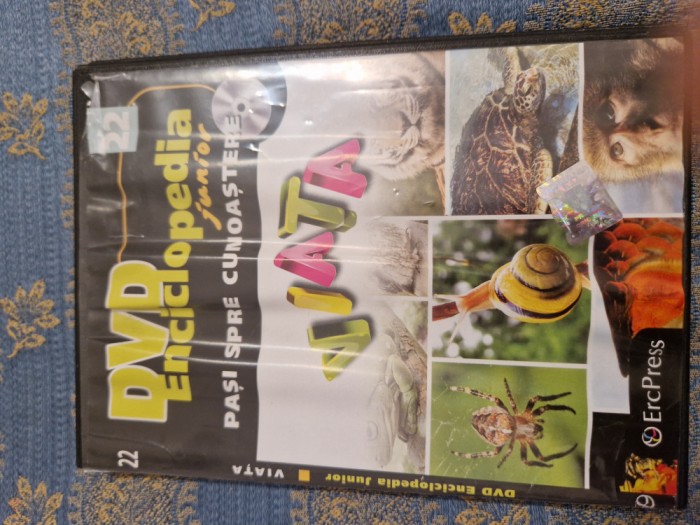 22
DVD
Enciclopedia
junior
PAȘI SPRE CUNOAȘTERE
VIAȚA
ErcPress
22
VIAȚA
DVD Enciclopedia Junior